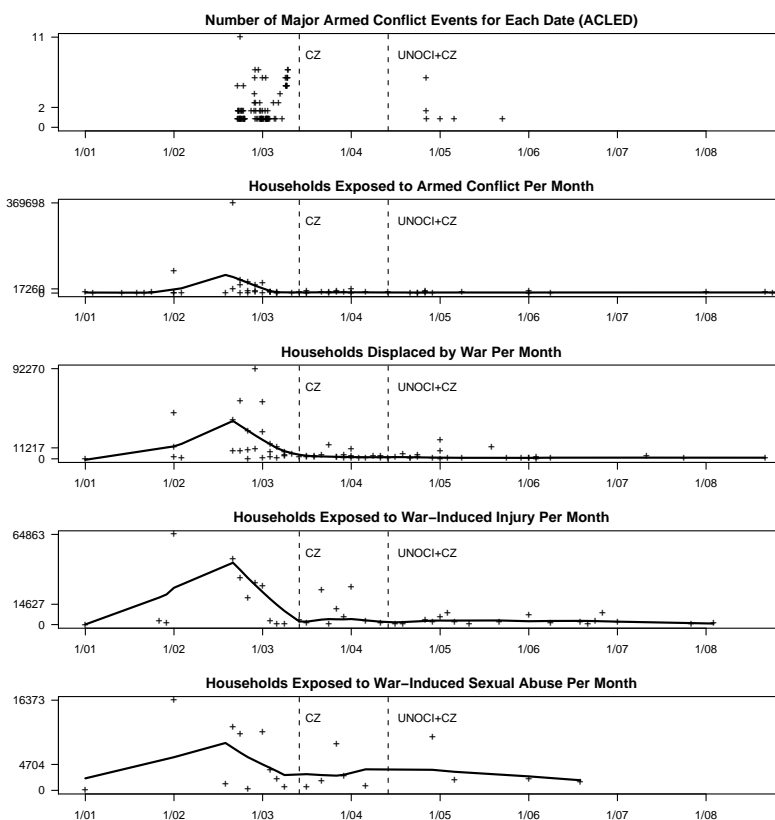 Number of Major Armed Conflict Events for Each Date (ACLED)
11
2
0
CZ
UNOCI+CZ
1/01 1/02 1/03 1/04 1/05 1/06 1/07 1/08
Households Exposed to Armed Conflict Per Month
369698
17260
0
CZ
UNOCI+CZ
1/01 1/02 1/03 1/04 1/05 1/06 1/07 1/08
Households Displaced by War Per Month
92270
11217
0
CZ
UNOCI+CZ
1/01 1/02 1/03 1/04 1/05 1/06 1/07 1/08
Households Exposed to War−Induced Injury Per Month
64863
14627
0
CZ
UNOCI+CZ
1/01 1/02 1/03 1/04 1/05 1/06 1/07 1/08
Households Exposed to War−Induced Sexual Abuse Per Month
16373
4704
0
CZ
UNOCI+CZ
1/01 1/02 1/03 1/04 1/05 1/06 1/07 1/08